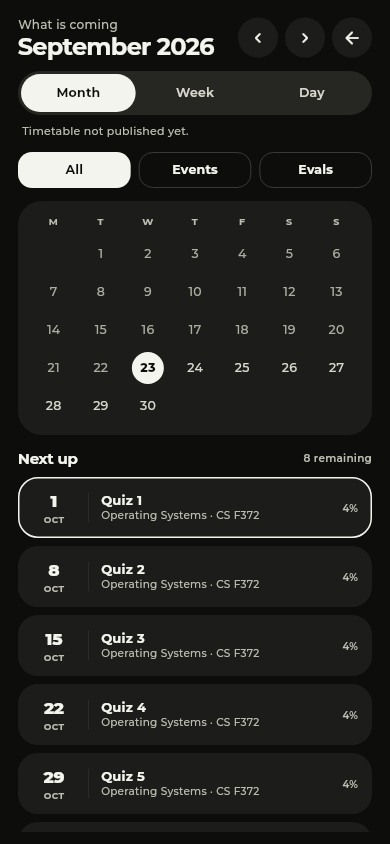 What is coming
September 2026
Month Week Day
Timetable not published yet.
All Events Evals
M T W T F S S
1 2 3 4 5 6
7 8 9 10 11 12 13
14 15 16 17 18 19 20
21 22 23 24 25 26 27
28 29 30
Next up 8 remaining
1 OCT
Quiz 1
Operating Systems · CS F372
4%
8 OCT
Quiz 2
Operating Systems · CS F372
4%
15 OCT
Quiz 3
Operating Systems · CS F372
4%
22 OCT
Quiz 4
Operating Systems · CS F372
4%
29 OCT
Quiz 5
Operating Systems · CS F372
4%